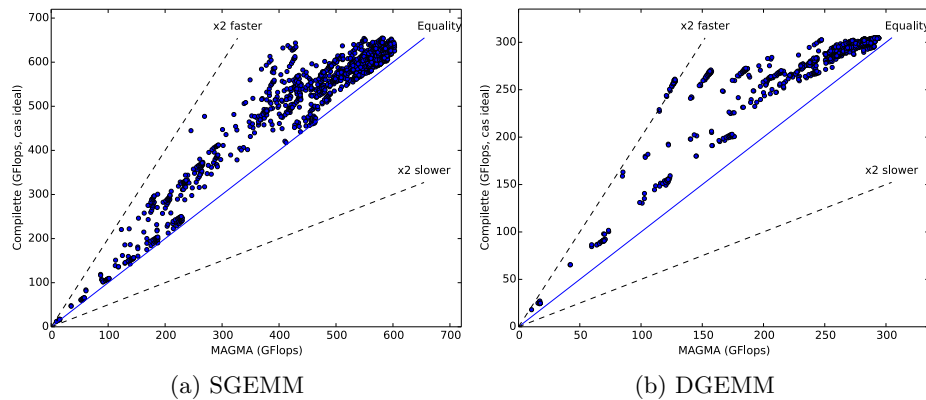 700
600
500
400
300
200
100
0
Compilette (GFlops, cas ideal)
x2 faster
Equality
x2 slower
0 100 200 300 400 500 600 700
MAGMA (GFlops)
(a) SGEMM
300
250
200
150
100
50
0
Compilette (GFlops, cas ideal)
x2 faster
Equality
x2 slower
0 50 100 150 200 250 300
MAGMA (GFlops)
(b) DGEMM